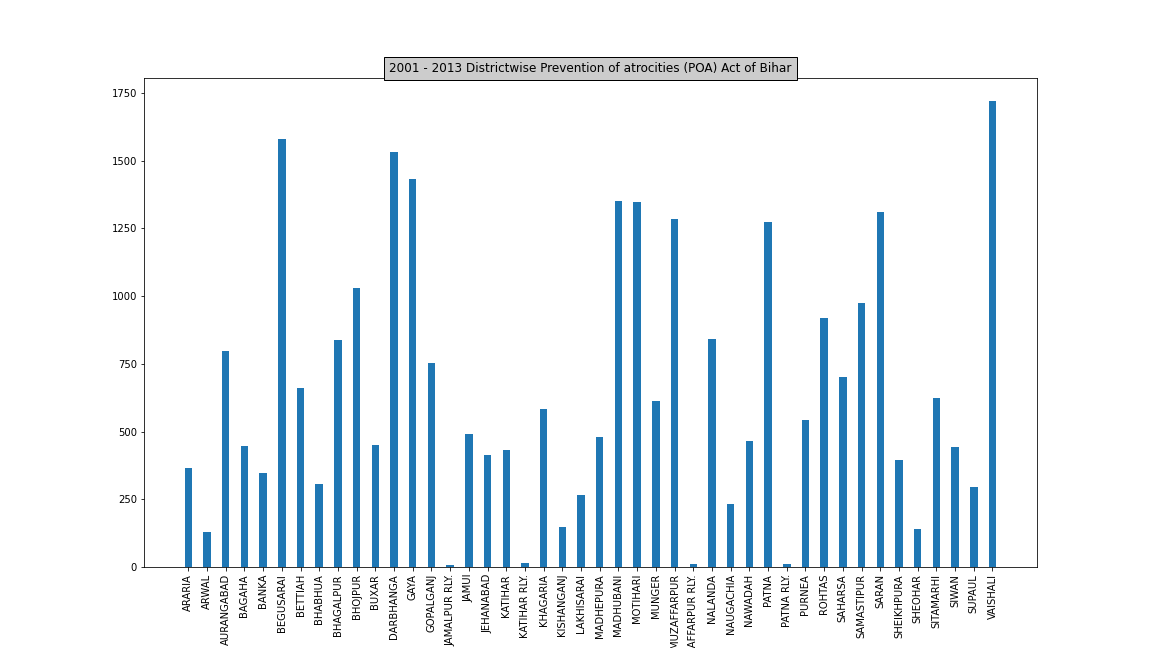 2001 - 2013 Districtwise Prevention of atrocities (POA) Act of Bihar
1750
1500
1250
1000
750
500
250
0
ARARIA
ARWAL
AURANGABAD
BAGAHA
BANKA
BEGUSARAI
BETTIAH
BHABHUA
BHAGALPUR
BHOJPUR
BUXAR
DARBHANGA
GAYA
GOPALGANJ
JAMALPUR RLY.
JAMUI
JEHANABAD
KATIHAR
KATIHAR RLY.
KHAGARIA
KISHANGANJ
LAKHISARAI
MADHEPURA
MADHUBANI
MOTIHARI
MUNGER
MUZAFFARPUR
AFFARPUR RLY.
NALANDA
NAUGACHIA
NAWADAH
PATNA
PATNA RLY.
PURNEA
ROHTAS
SAHARSA
SAMASTIPUR
SARAN
SHEIKHPURA
SHEOHAR
SITAMARHI
SIWAN
SUPAUL
VAISHALI